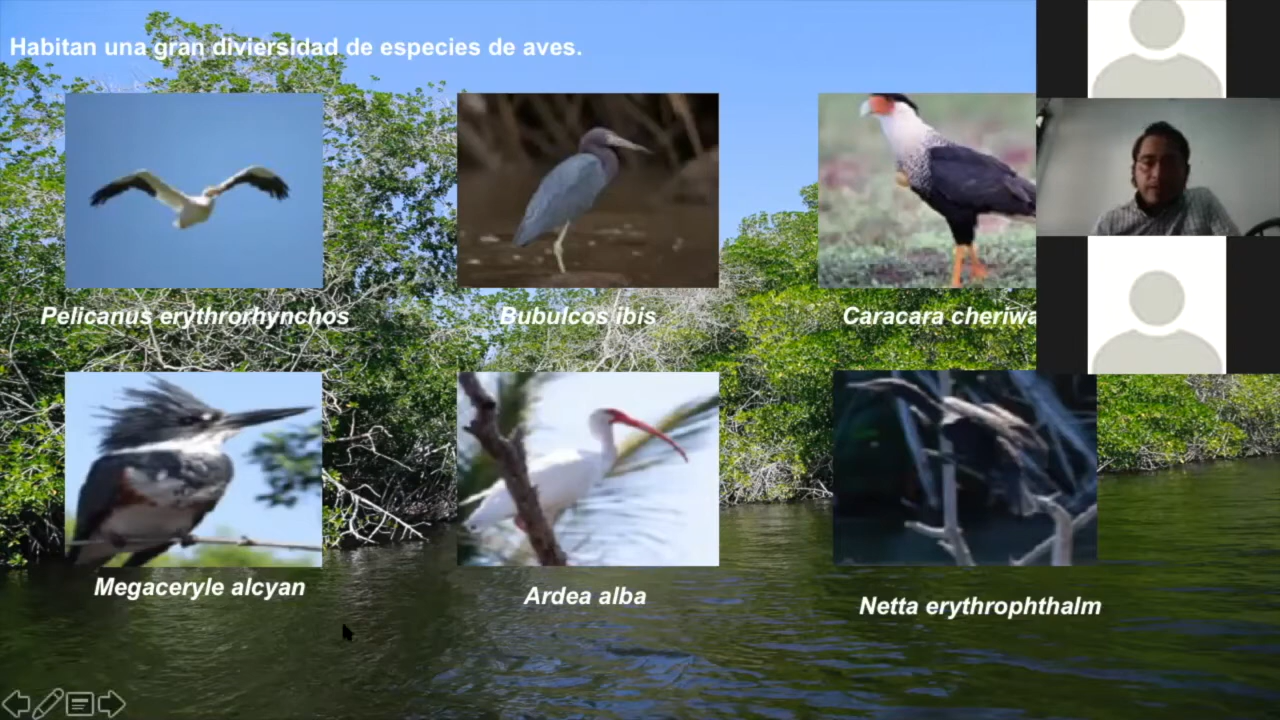 Habitan una gran diviersidad de especies de aves.
Pelicanus erythrorhynchos
Bubulcos ibis
Caracara cheriwa
Megaceryle alcyan
Ardea alba
Netta erythrophthalm